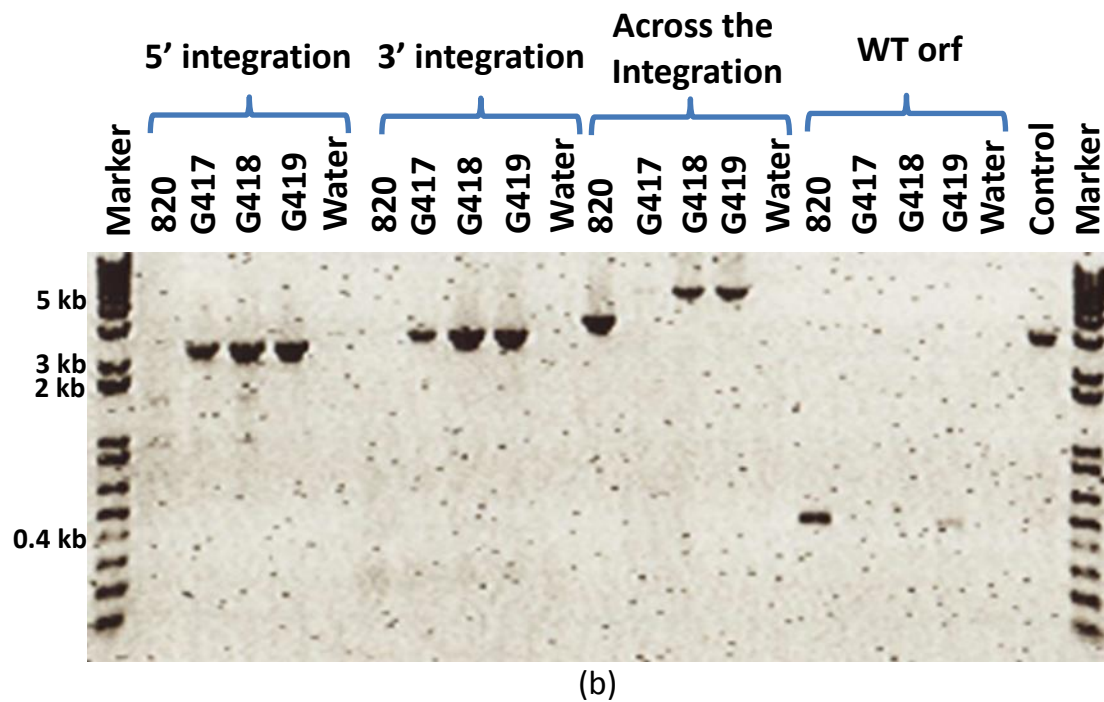 5’ integration
3’ integration
Across the
Integration
WT orf
Marker
820
G417
G418
G419
Water
820
G417
G418
G419
Water
820
G417
G418
G419
Water
820
G417
G418
G419
Water
Control
Marker
5 kb
3 kb
2 kb
0.4 kb
(b)